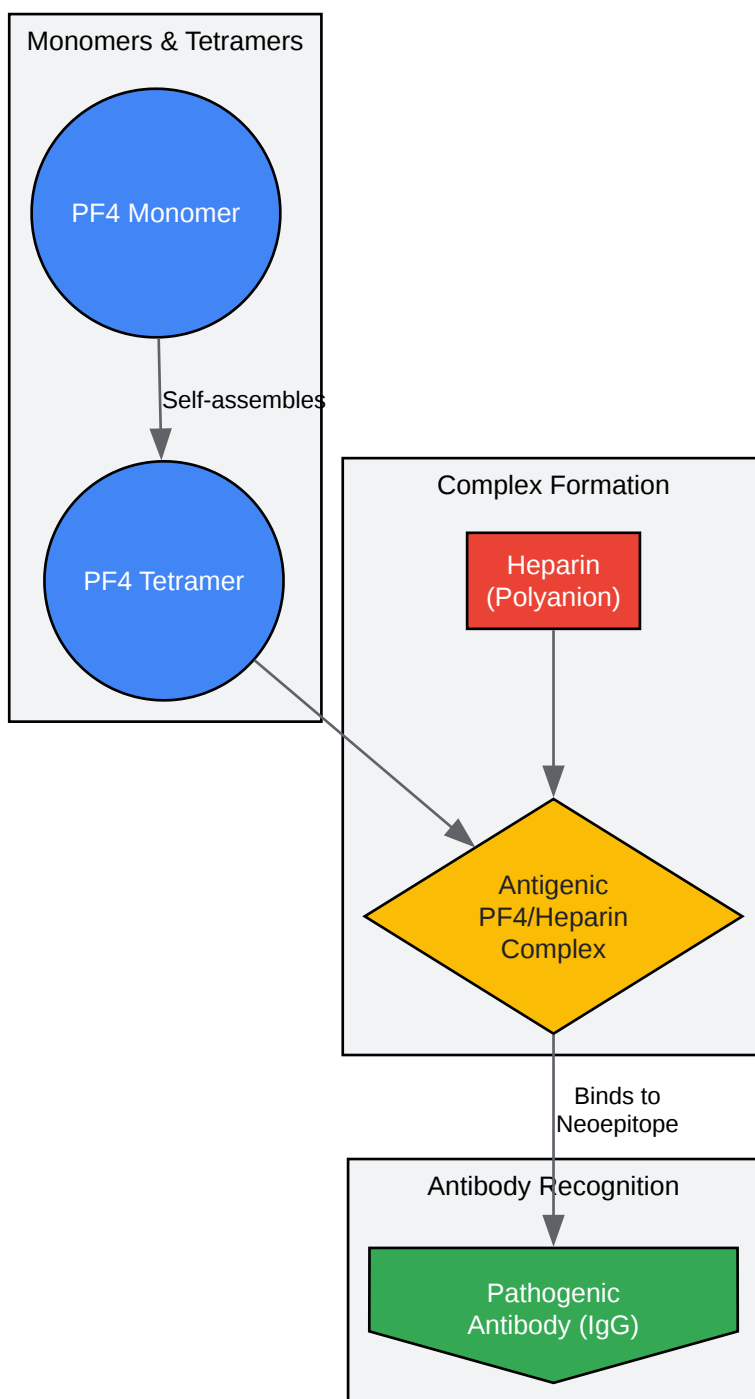 Monomers & Tetramers
PF4 Monomer
Self-assembles
PF4 Tetramer
Complex Formation
Heparin
(Polyanion)
Antigenic
PF4/Heparin
Complex
Binds to
Neoepitope
Antibody Recognition
Pathogenic
Antibody (IgG)